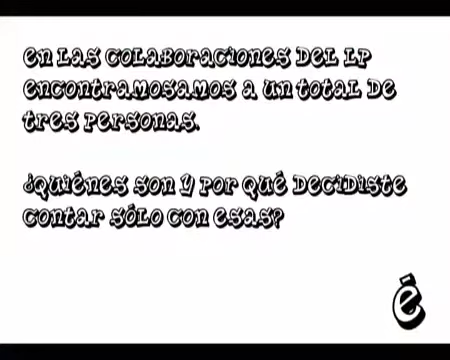 en las colaboraciones del lp
encontramosamos a un total de
tres personas.
¿quiénes son y por qué decidiste
contar sólo con esas?
é